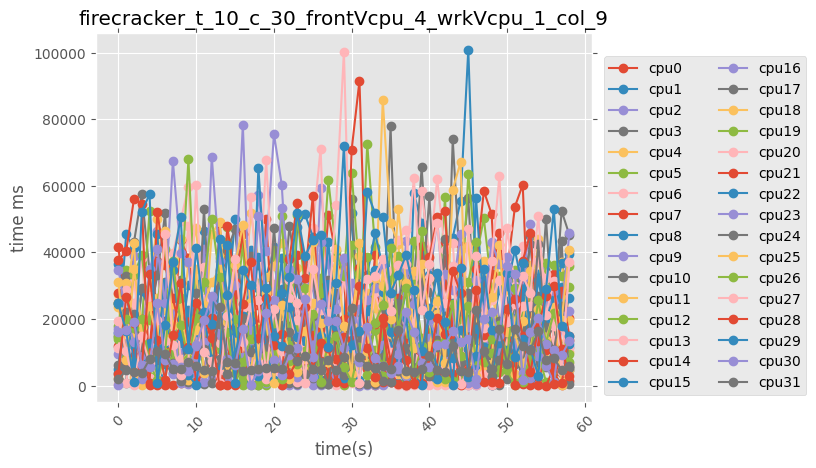 firecracker_t_10_c_30_frontVcpu_4_wrkVcpu_1_col_9
100000
80000
60000
40000
20000
0
time ms
0
10
20
30
40
50
60
time(s)
cpu0
cpu1
cpu2
cpu3
cpu4
cpu5
cpu6
cpu7
cpu8
cpu9
cpu10
cpu11
cpu12
cpu13
cpu14
cpu15
cpu16
cpu17
cpu18
cpu19
cpu20
cpu21
cpu22
cpu23
cpu24
cpu25
cpu26
cpu27
cpu28
cpu29
cpu30
cpu31